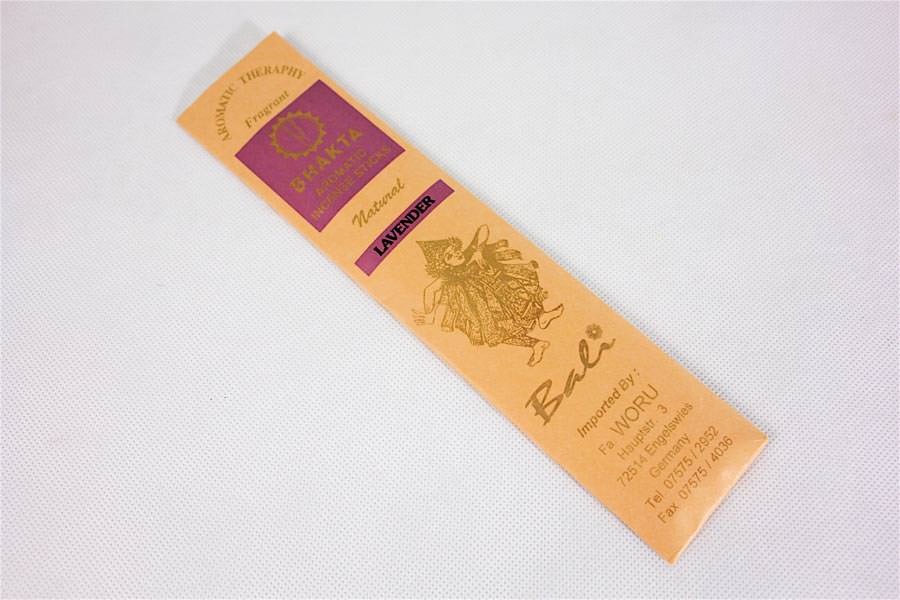 AROMATIC THERAPHY
Fragrant
BHAKTA
AROMATIC
INCENSE STICKS
Natural
LAVENDER
Bali
Imported By :
Fa. WORU
Hauptstr. 3
72514 Engelswies
Germany
Tel 07575 / 2952
Fax 07575 / 4036